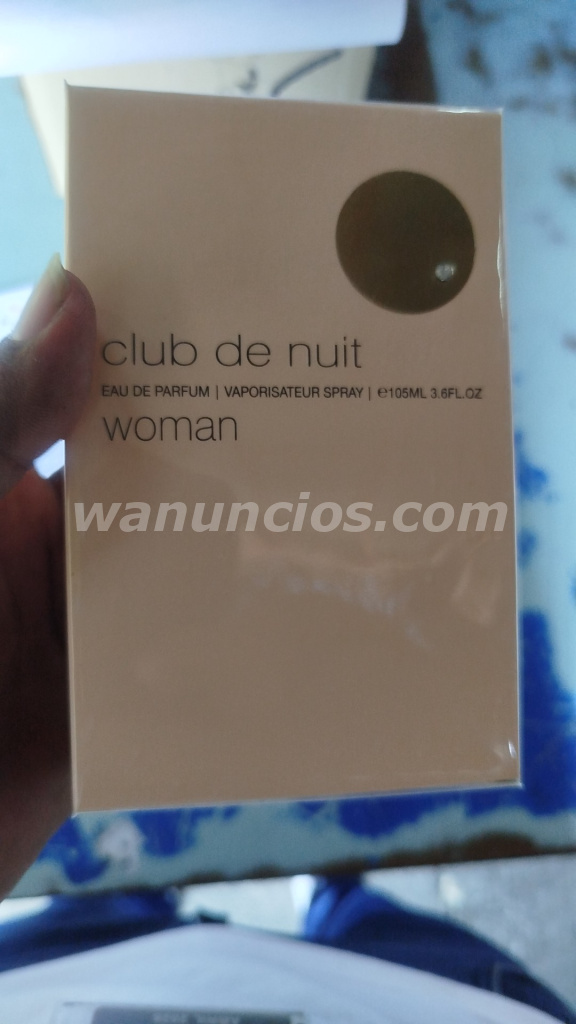 club de nuit
EAU DE PARFUM | VAPORISATEUR SPRAY | ℮105ML 3.6FL.OZ
woman
wanuncios.com